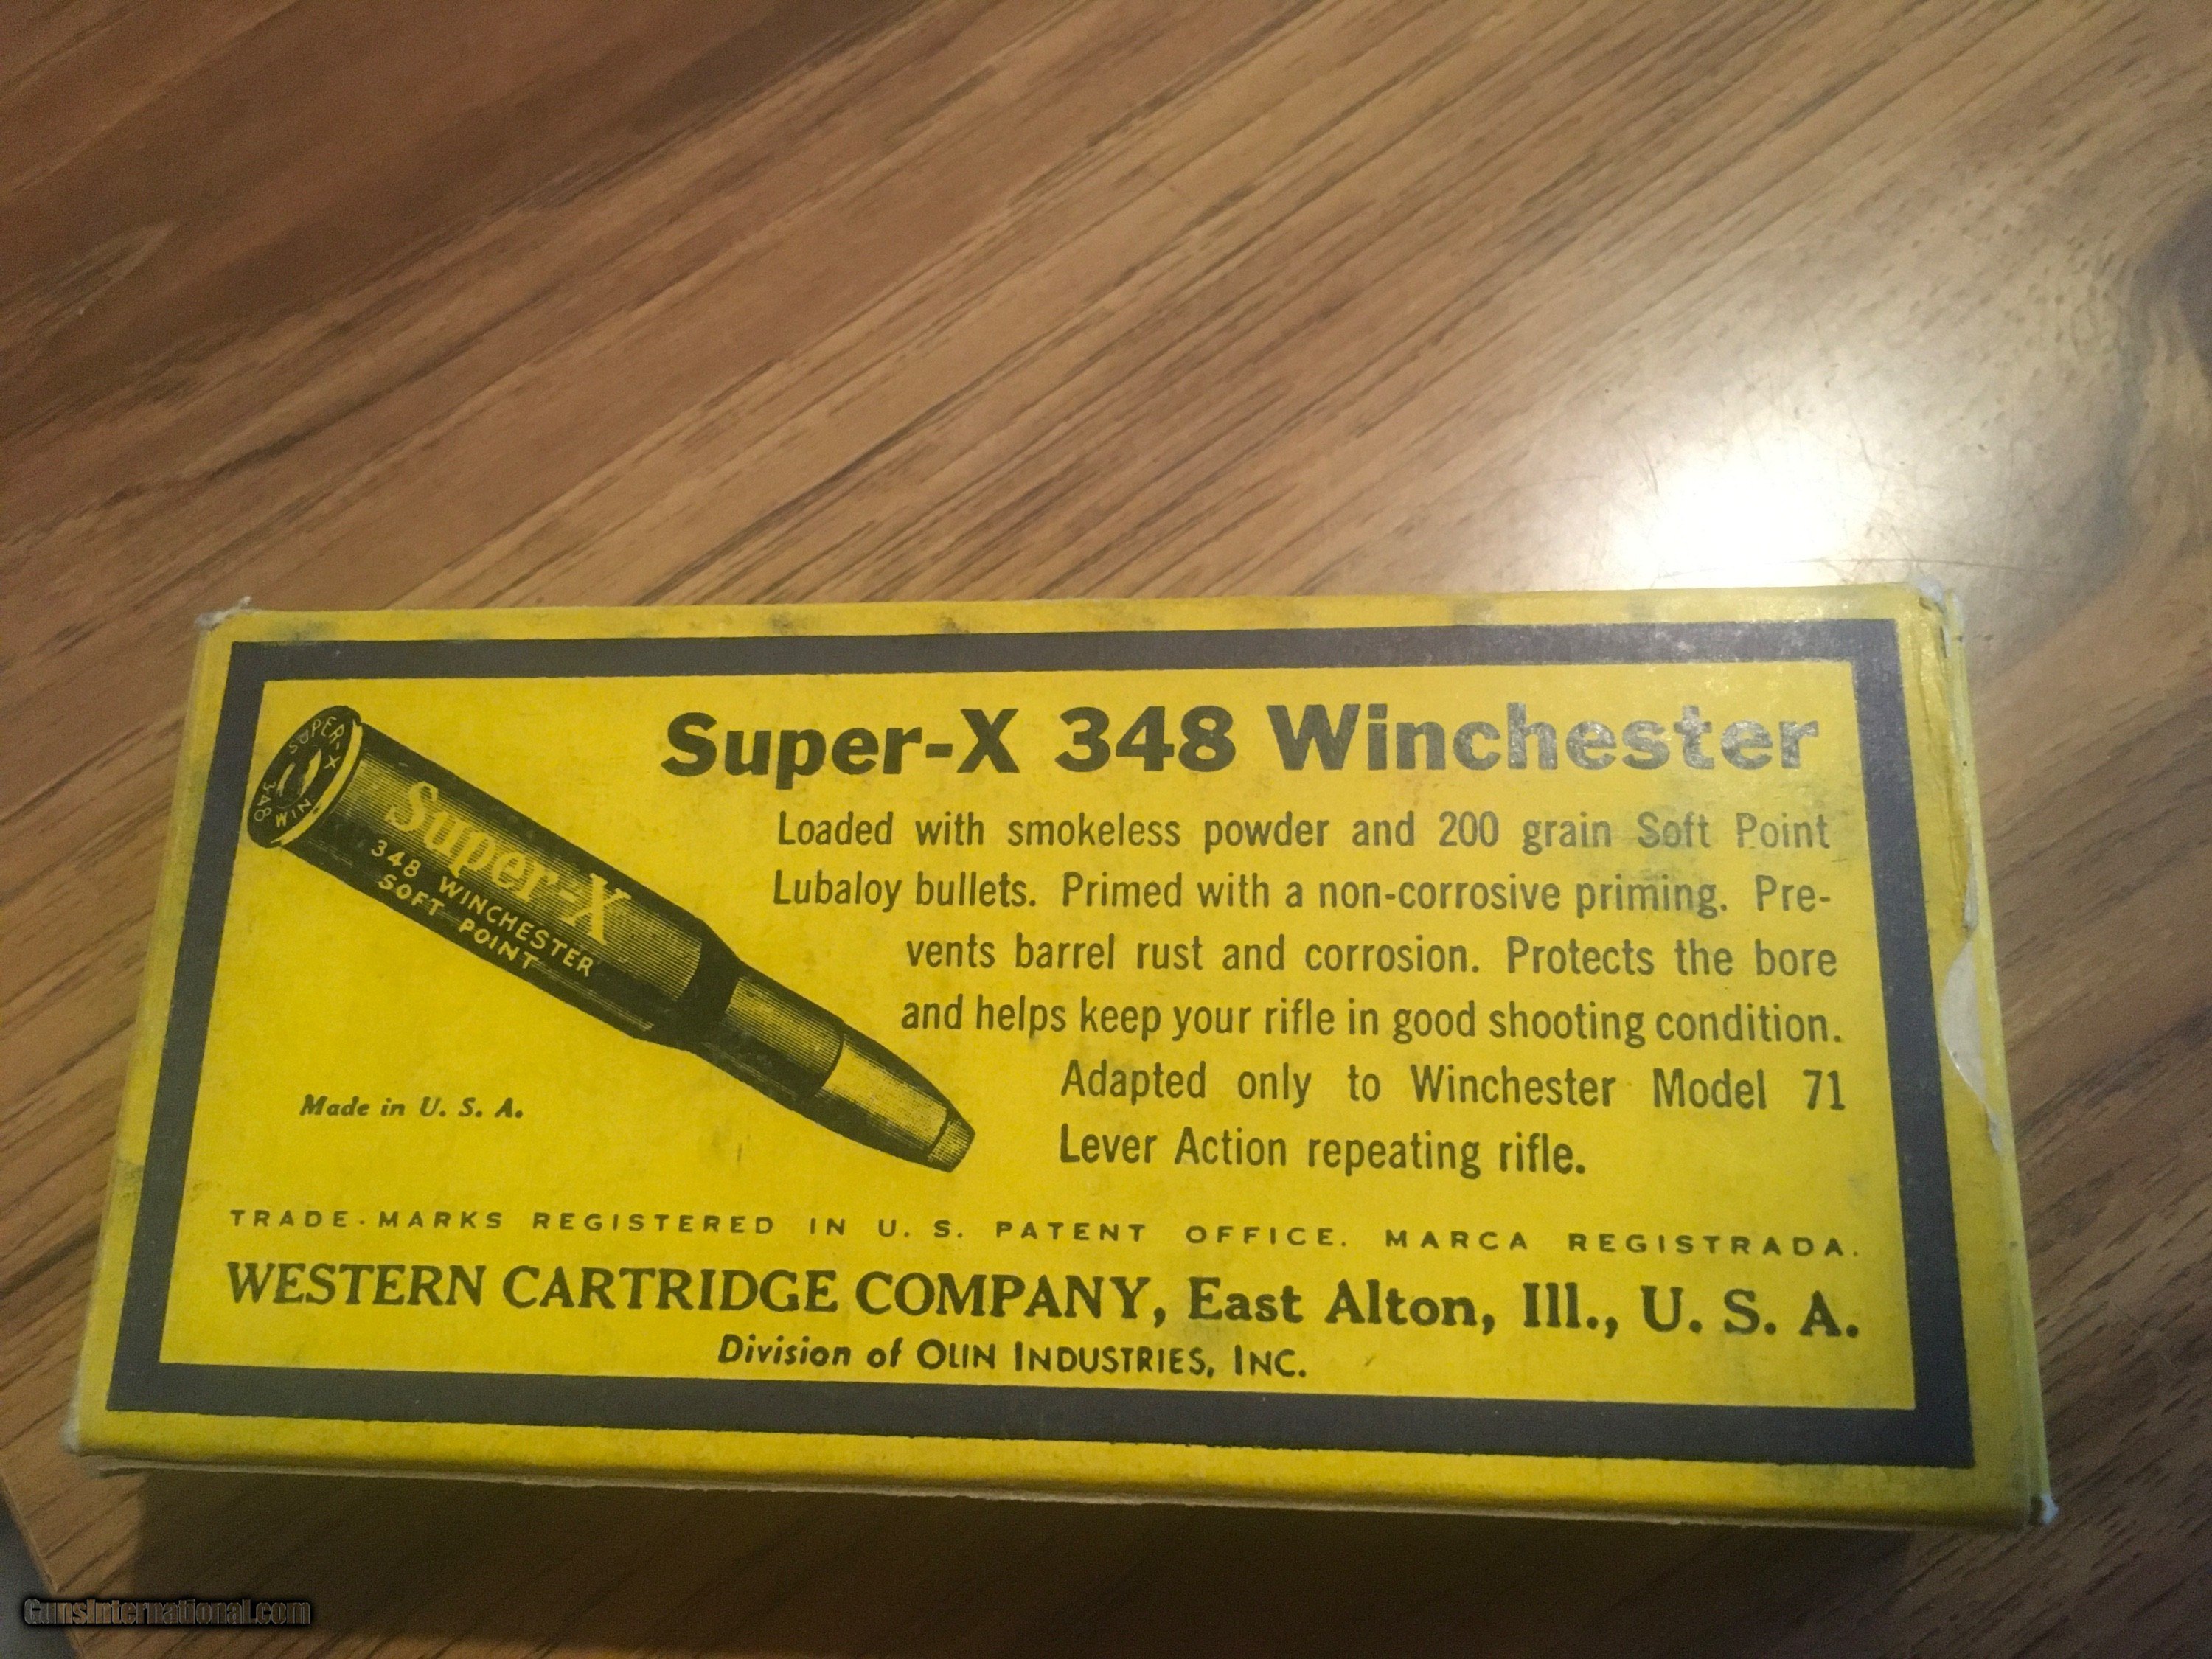 Super-X 348 Winchester
Loaded with smokeless powder and 200 grain Soft Point
Lubaloy bullets. Primed with a non-corrosive priming. Pre-
vents barrel rust and corrosion. Protects the bore
and helps keep your rifle in good shooting condition.
Adapted only to Winchester Model 71
Lever Action repeating rifle.
SUPER-X
348 WIN
Super-X
348 WINCHESTER
SOFT POINT
Made in U. S. A.
TRADE-MARKS REGISTERED IN U. S. PATENT OFFICE. MARCA REGISTRADA.
WESTERN CARTRIDGE COMPANY, East Alton, Ill., U. S. A.
Division of OLIN INDUSTRIES, INC.
GunsInternational.com